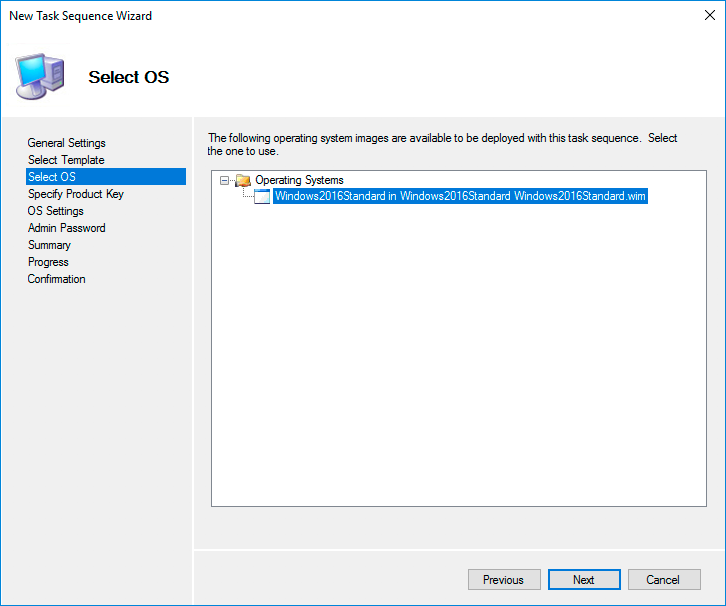 New Task Sequence Wizard
Select OS
General Settings
Select Template
Select OS
Specify Product Key
OS Settings
Admin Password
Summary
Progress
Confirmation
The following operating system images are available to be deployed with this task sequence.  Select
the one to use.
Operating Systems
Windows2016Standard in Windows2016Standard Windows2016Standard.wim
Previous
Next
Cancel